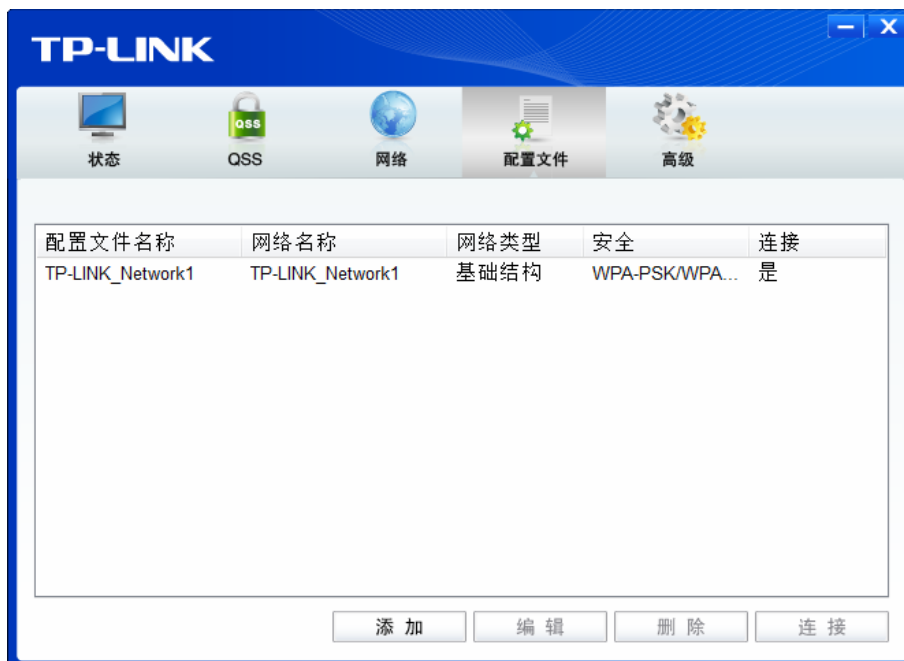 TP-LINK
QSS
状态 QSS 网络 配置文件 高级
配置文件名称 网络名称 网络类型 安全 连接
TP-LINK_Network1 TP-LINK_Network1 基础结构 WPA-PSK/WPA... 是
添加 编辑 删除 连接